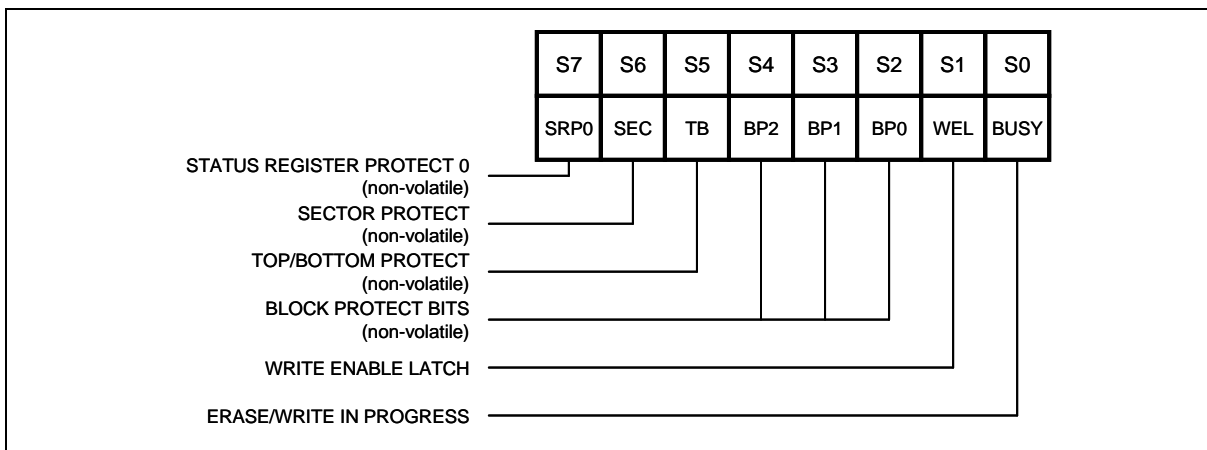 S7 S6 S5 S4 S3 S2 S1 S0
SRP0 SEC TB BP2 BP1 BP0 WEL BUSY
STATUS REGISTER PROTECT 0
(non-volatile)
SECTOR PROTECT
(non-volatile)
TOP/BOTTOM PROTECT
(non-volatile)
BLOCK PROTECT BITS
(non-volatile)
WRITE ENABLE LATCH
ERASE/WRITE IN PROGRESS